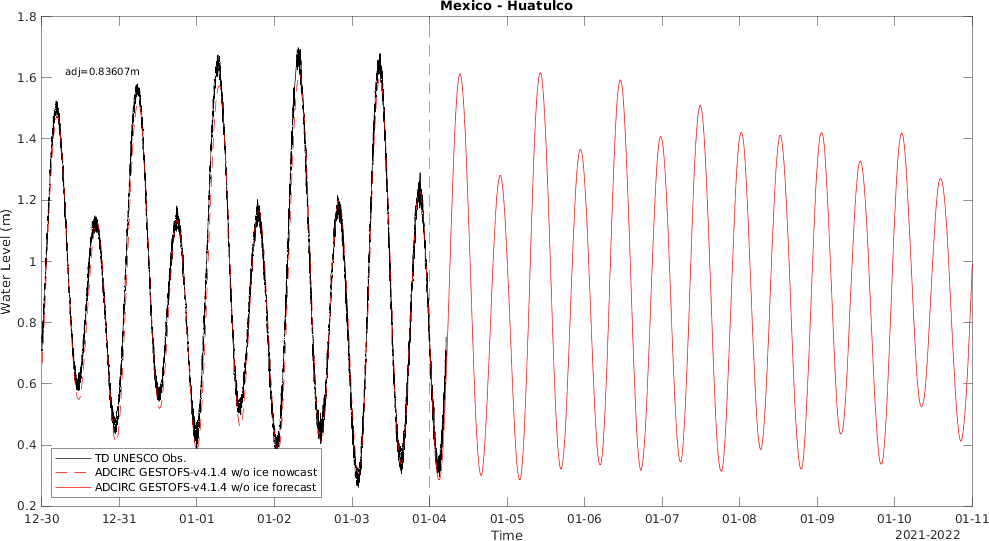 Mexico - Huatulco
1.8
1.6
1.4
1.2
1
0.8
0.6
0.4
0.2
Water Level (m)
adj=0.83607m
TD UNESCO Obs.
ADCIRC GESTOFS-v4.1.4 w/o ice nowcast
ADCIRC GESTOFS-v4.1.4 w/o ice forecast
12-30 12-31 01-01 01-02 01-03 01-04 01-05 01-06 01-07 01-08 01-09 01-10 01-11
Time
2021-2022